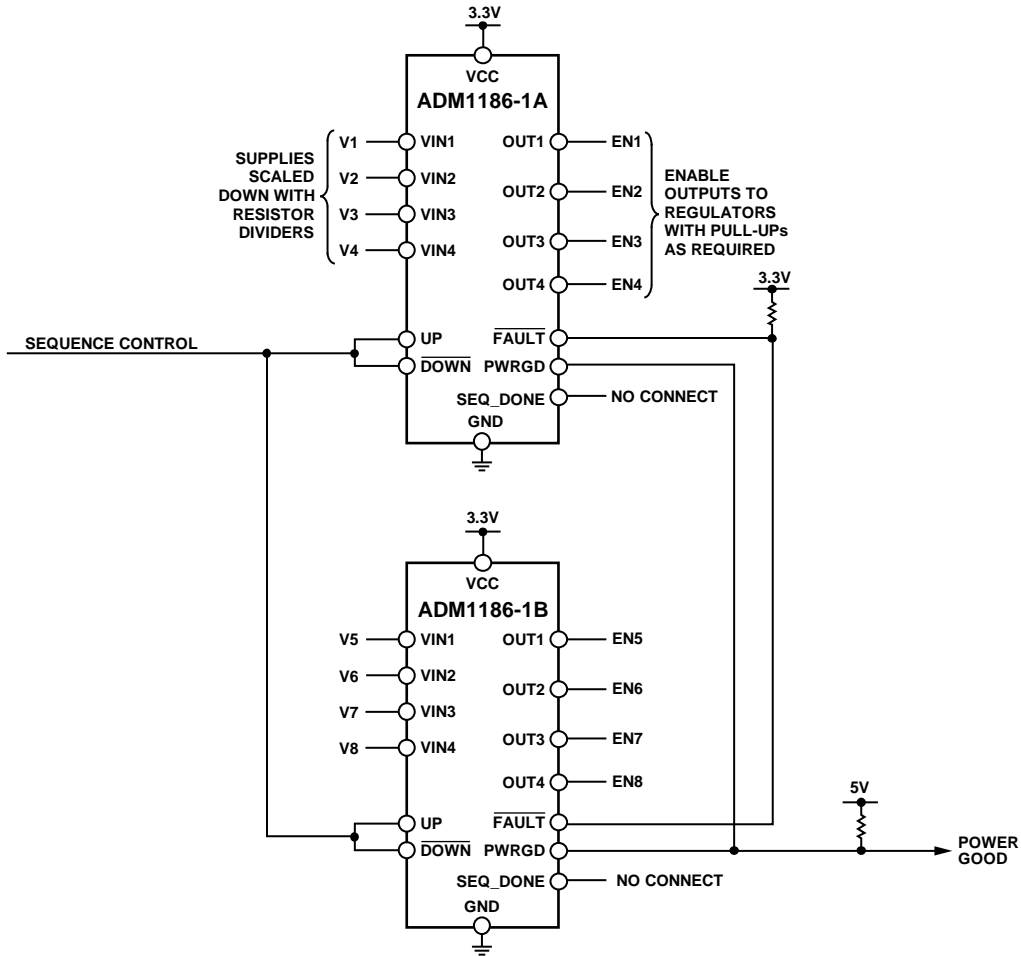 3.3V
VCC
ADM1186-1A
V1
VIN1
OUT1
EN1
SUPPLIES
SCALED
DOWN WITH
RESISTOR
DIVIDERS
V2
VIN2
OUT2
EN2
ENABLE
OUTPUTS TO
REGULATORS
WITH PULL-UPs
AS REQUIRED
V3
VIN3
OUT3
EN3
V4
VIN4
OUT4
EN4
3.3V
SEQUENCE CONTROL
UP
FAULT
DOWN
PWRGD
SEQ_DONE
NO CONNECT
GND
3.3V
VCC
ADM1186-1B
V5
VIN1
OUT1
EN5
V6
VIN2
OUT2
EN6
V7
VIN3
OUT3
EN7
V8
VIN4
OUT4
EN8
5V
UP
FAULT
DOWN
PWRGD
POWER
GOOD
SEQ_DONE
NO CONNECT
GND